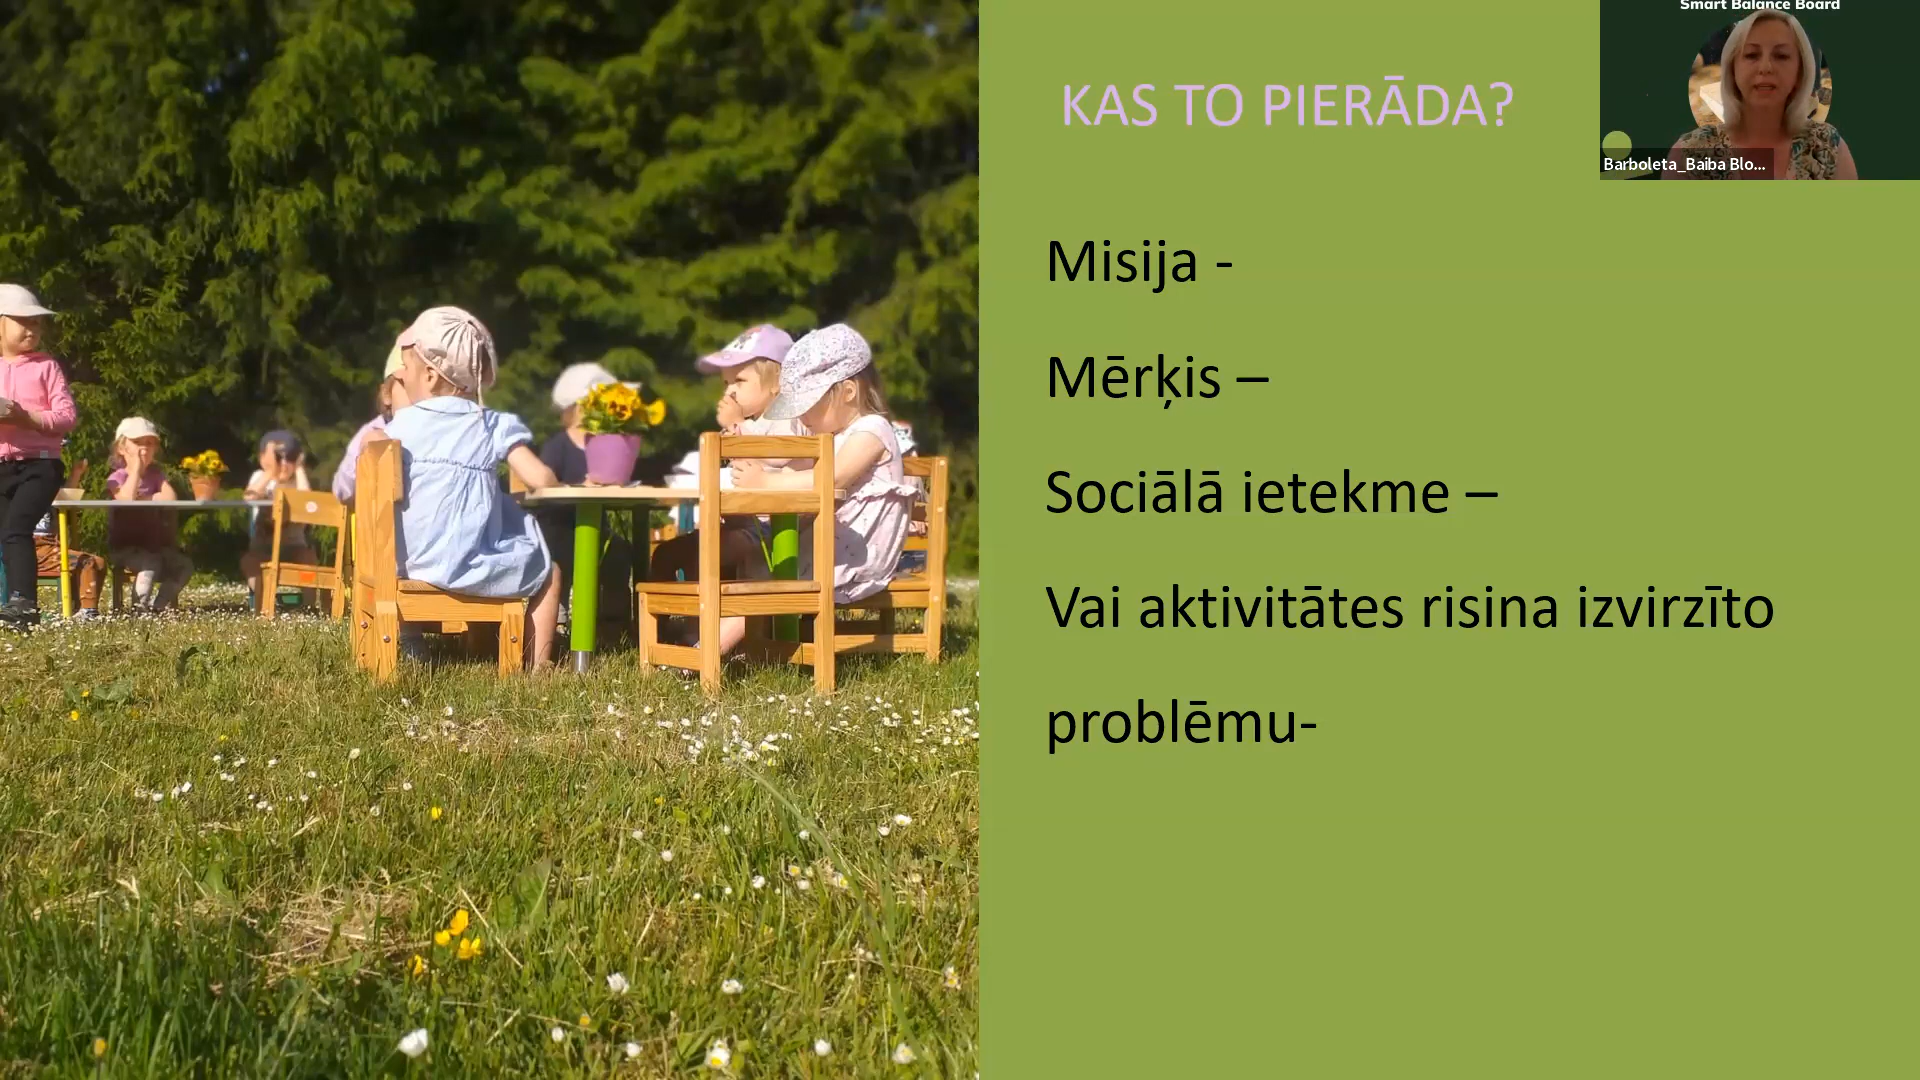 Smart Balance Board
KAS TO PIERĀDA?
Barboleta_Baiba Blo...
Misija -
Mērķis –
Sociālā ietekme –
Vai aktivitātes risina izvirzīto
problēmu-